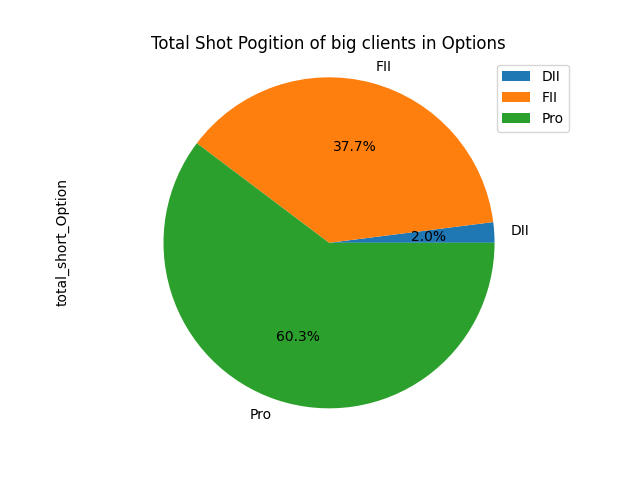 Total Shot Pogition of big clients in Options
FII
DII
FII
Pro
37.7%
total_short_Option
DII
2.0%
60.3%
Pro